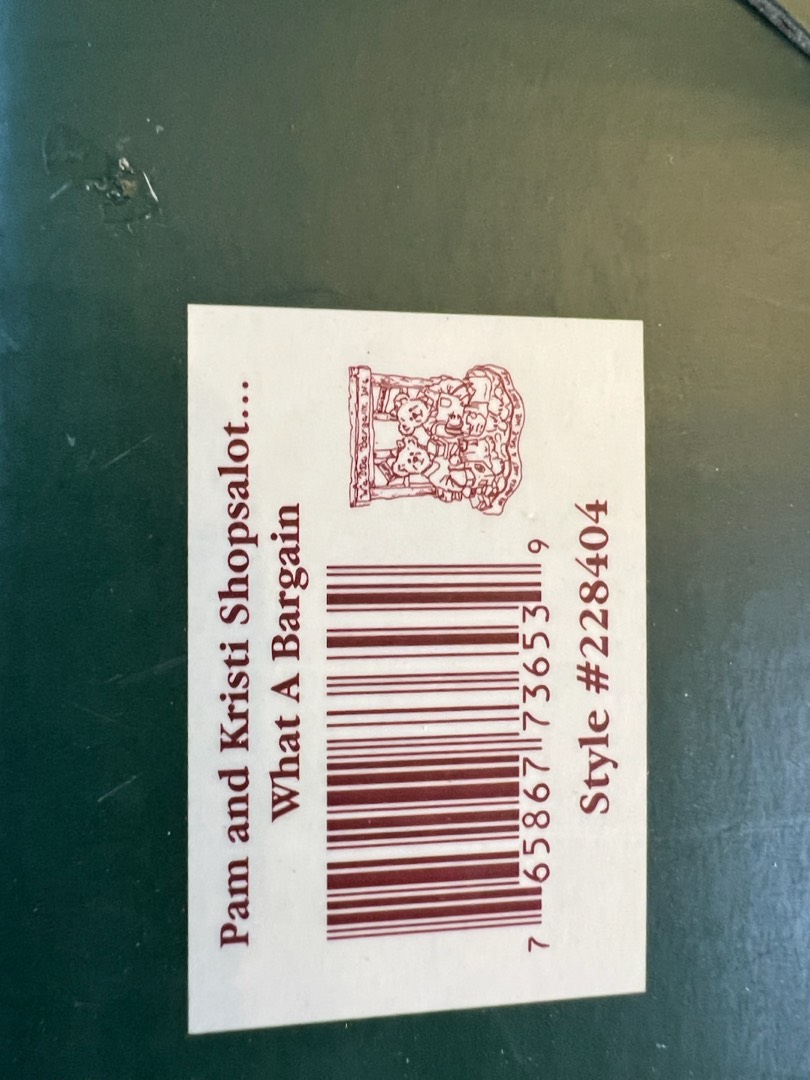 Pam and Kristi Shopsalot...
What A Bargain
7 65867 73653 9
Style #228404